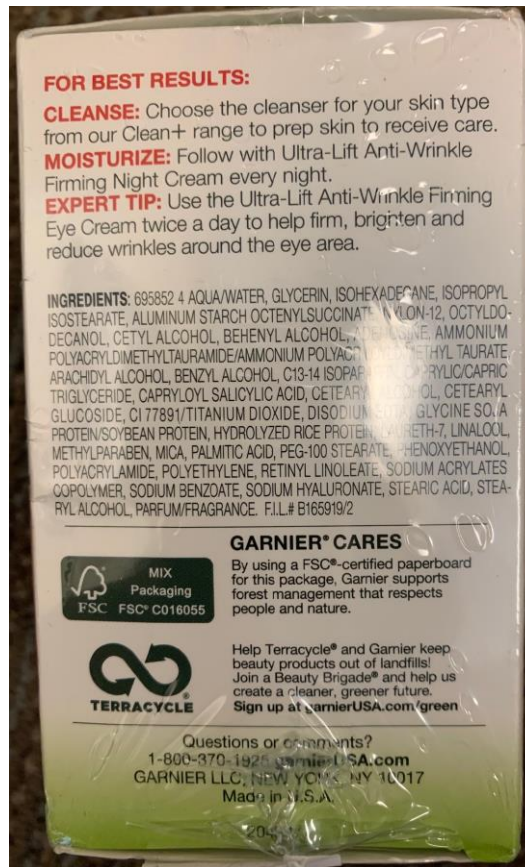 FOR BEST RESULTS:
CLEANSE: Choose the cleanser for your skin type
from our Clean+ range to prep skin to receive care.
MOISTURIZE: Follow with Ultra-Lift Anti-Wrinkle
Firming Night Cream every night.
EXPERT TIP: Use the Ultra-Lift Anti-Wrinkle Firming
Eye Cream twice a day to help firm, brighten and
reduce wrinkles around the eye area.
INGREDIENTS: 695852 4 AQUA/WATER, GLYCERIN, ISOHEXADECANE, ISOPROPYL
ISOSTEARATE, ALUMINUM STARCH OCTENYLSUCCINATE, NYLON-12, OCTYLDO-
DECANOL, CETYL ALCOHOL, BEHENYL ALCOHOL, ADENOSINE, AMMONIUM
POLYACRYLDIMETHYLTAURAMIDE/AMMONIUM TAURATE
ARACHIDYL ALCOHOL, BENZYL ALCOHOL, C13-14 CAPRYLIC/CAPRIC
TRIGLYCERIDE, CAPRYLOYL SALICYLIC ACID, CETEARYL ALCOHOL, CETEARYL
GLUCOSIDE, CI 77891/TITANIUM DIOXIDE, DISODIUM GLYCINE SOJA
PROTEIN/SOYBEAN PROTEIN, HYDROLYZED RICE PROTEIN, LAURETH-7, LINALOOL,
METHYLPARABEN, MICA, PALMITIC ACID, PEG-100 STEARATE, PHENOXYETHANOL,
POLYACRYLAMIDE, POLYETHYLENE, RETINYL LINOLEATE, SODIUM ACRYLATES
COPOLYMER, SODIUM BENZOATE, SODIUM HYALURONATE, STEARIC ACID, STEA-
RYL ALCOHOL, PARFUM/FRAGRANCE. F.I.L.# B165919/2
GARNIER® CARES
By using a FSC®-certified paperboard
for this package, Garnier supports
forest management that respects
people and nature.
MIX
Packaging
FSC® C016055
FSC
Help Terracycle® and Garnier keep
beauty products out of landfills!
Join a Beauty Brigade® and help us
create a cleaner, greener future.
Sign up at garnierUSA.com/green
TERRACYCLE®
Questions or comments?
1-800-370-1925 garnierUSA.com
GARNIER LLC, NEW YORK, NY 10017
Made in U.S.A.